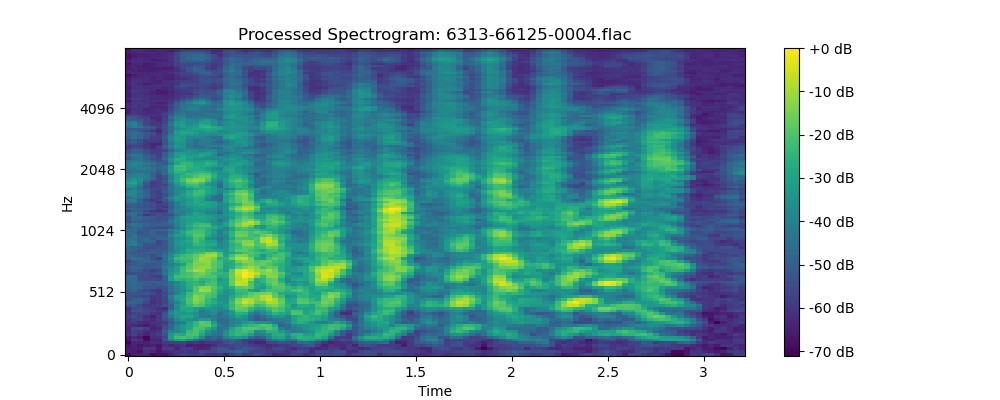 Processed Spectrogram: 6313-66125-0004.flac
Hz
4096
2048
1024
512
0
0 0.5 1 1.5 2 2.5 3
Time
+0 dB
-10 dB
-20 dB
-30 dB
-40 dB
-50 dB
-60 dB
-70 dB